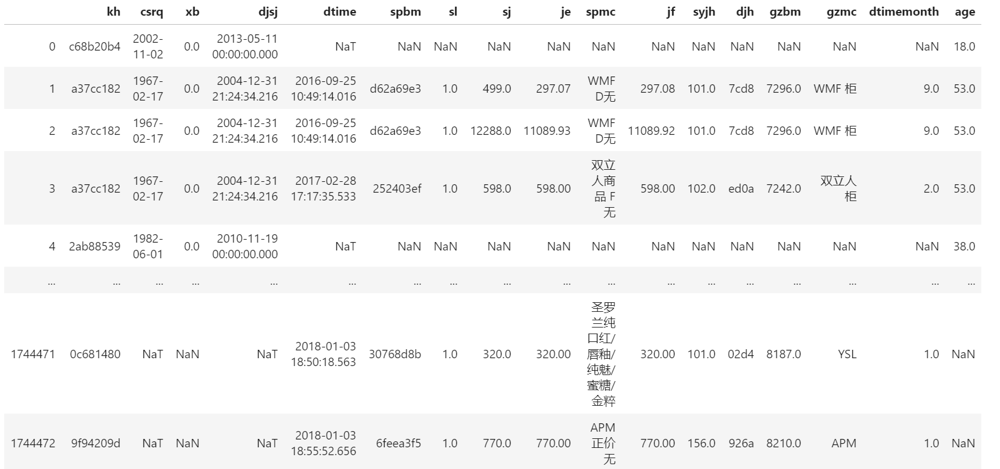 kh csrq xb djsj dtime spbm sl sj je spmc jf syjh djh gzbm gzmc dtimemonth age
0 c68b20b4 2002-11-02 0.0 2013-05-11 00:00:00.000 NaT NaN NaN NaN NaN NaN NaN NaN NaN NaN NaN NaN 18.0
1 a37cc182 1967-02-17 0.0 2004-12-31 21:24:34.216 2016-09-25 10:49:14.016 d62a69e3 1.0 499.0 297.07 WMF D无 297.08 101.0 7cd8 7296.0 WMF 柜 9.0 53.0
2 a37cc182 1967-02-17 0.0 2004-12-31 21:24:34.216 2016-09-25 10:49:14.016 d62a69e3 1.0 12288.0 11089.93 WMF D无 11089.92 101.0 7cd8 7296.0 WMF 柜 9.0 53.0
3 a37cc182 1967-02-17 0.0 2004-12-31 21:24:34.216 2017-02-28 17:17:35.533 252403ef 1.0 598.0 598.00 双立人商品 F无 598.00 102.0 ed0a 7242.0 双立人柜 2.0 53.0
4 2ab88539 1982-06-01 0.0 2010-11-19 00:00:00.000 NaT NaN NaN NaN NaN NaN NaN NaN NaN NaN NaN NaN 38.0
... ... ... ... ... ... ... ... ... ... ... ... ... ... ... ... ... ...
1744471 0c681480 NaT NaN NaT 2018-01-03 18:50:18.563 30768d8b 1.0 320.0 320.00 圣罗兰纯口红/唇釉/纯魅/蜜糖/金粹 320.00 101.0 02d4 8187.0 YSL 1.0 NaN
1744472 9f94209d NaT NaN NaT 2018-01-03 18:55:52.656 6feea3f5 1.0 770.0 770.00 APM正价无 770.00 156.0 926a 8210.0 APM 1.0 NaN